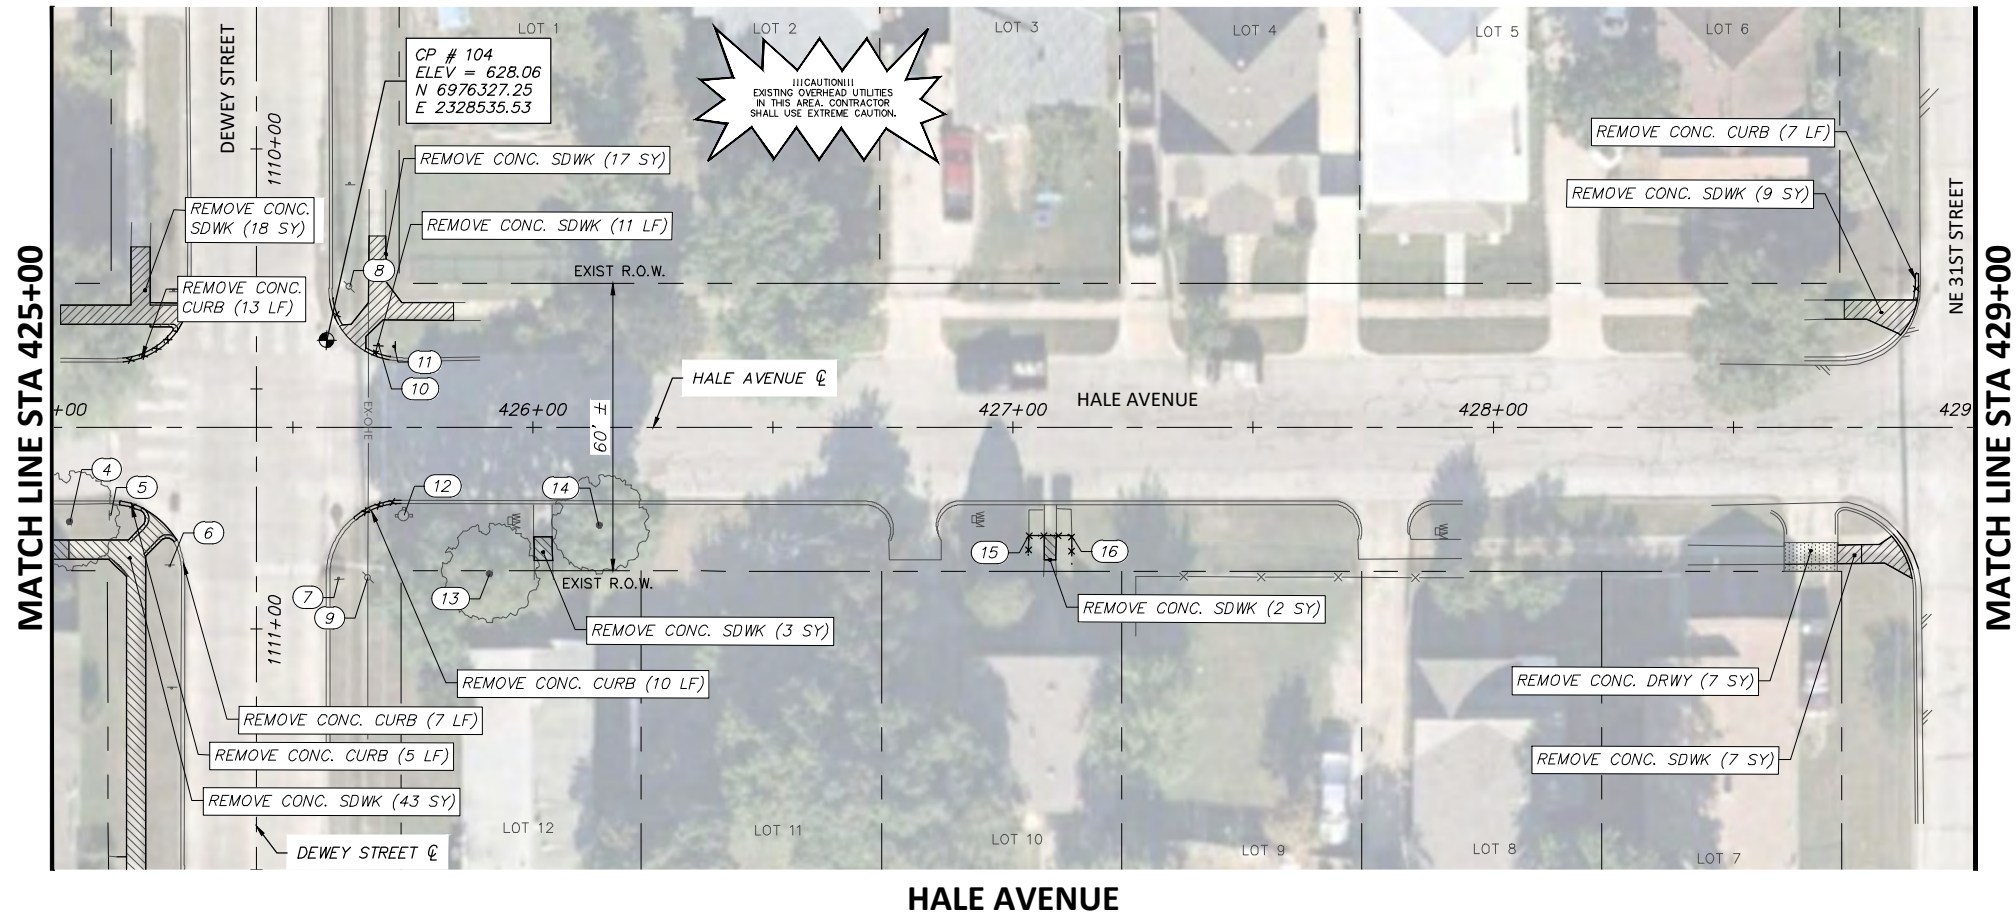 LOT 1
LOT 2
LOT 3
LOT 4
LOT 5
LOT 6
DEWEY STREET
CP # 104
ELEV = 628.06
N 6976327.25
E 2328535.53
!!!CAUTION!!!
EXISTING OVERHEAD UTILITIES
IN THIS AREA. CONTRACTOR
SHALL USE EXTREME CAUTION.
1110+00
REMOVE CONC. CURB (7 LF)
REMOVE CONC. SDWK (17 SY)
REMOVE CONC. SDWK (9 SY)
REMOVE CONC.
SDWK (18 SY)
REMOVE CONC. SDWK (11 LF)
NE 31ST STREET
8
EXIST R.O.W.
REMOVE CONC.
CURB (13 LF)
11
10
HALE AVENUE ℄
MATCH LINE STA 425+00
MATCH LINE STA 429+00
+00
EX-OHE
426+00
60' ±
427+00
HALE AVENUE
428+00
429
4
5
6
12
14
WM
WM
WM
15
16
7
9
13
EXIST R.O.W.
1111+00
REMOVE CONC. SDWK (2 SY)
REMOVE CONC. SDWK (3 SY)
REMOVE CONC. CURB (10 LF)
REMOVE CONC. DRWY (7 SY)
REMOVE CONC. CURB (7 LF)
REMOVE CONC. CURB (5 LF)
REMOVE CONC. SDWK (7 SY)
REMOVE CONC. SDWK (43 SY)
DEWEY STREET ℄
LOT 12
LOT 11
LOT 10
LOT 9
LOT 8
LOT 7
HALE AVENUE